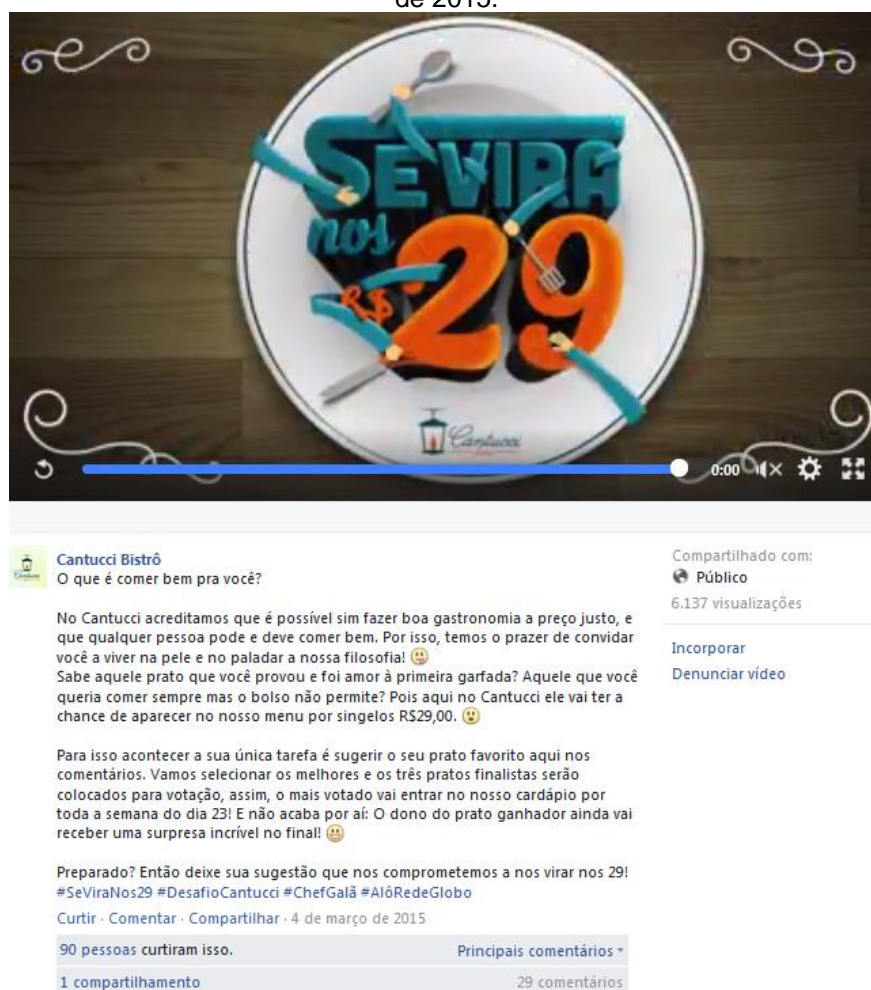 de 2015.
SE VIRA
nos
R$ 29
Cantucci
0:00
Cantucci Bistrô
O que é comer bem pra você?
No Cantucci acreditamos que é possível sim fazer boa gastronomia a preço justo, e
que qualquer pessoa pode e deve comer bem. Por isso, temos o prazer de convidar
você a viver na pele e no paladar a nossa filosofia!
Sabe aquele prato que você provou e foi amor à primeira garfada? Aquele que você
queria comer sempre mas o bolso não permite? Pois aqui no Cantucci ele vai ter a
chance de aparecer no nosso menu por singelos R$29,00.
Para isso acontecer a sua única tarefa é sugerir o seu prato favorito aqui nos
comentários. Vamos selecionar os melhores e os três pratos finalistas serão
colocados para votação, assim, o mais votado vai entrar no nosso cardápio por
toda a semana do dia 23! E não acaba por aí: O dono do prato ganhador ainda vai
receber uma surpresa incrível no final!
Preparado? Então deixe sua sugestão que nos comprometemos a nos virar nos 29!
#SeViraNos29 #DesafioCantucci #ChefGalã #AlôRedeGlobo
Curtir · Comentar · Compartilhar · 4 de março de 2015
90 pessoas curtiram isso.
Principais comentários
1 compartilhamento
29 comentários
Compartilhado com:
Público
6.137 visualizações
Incorporar
Denunciar vídeo